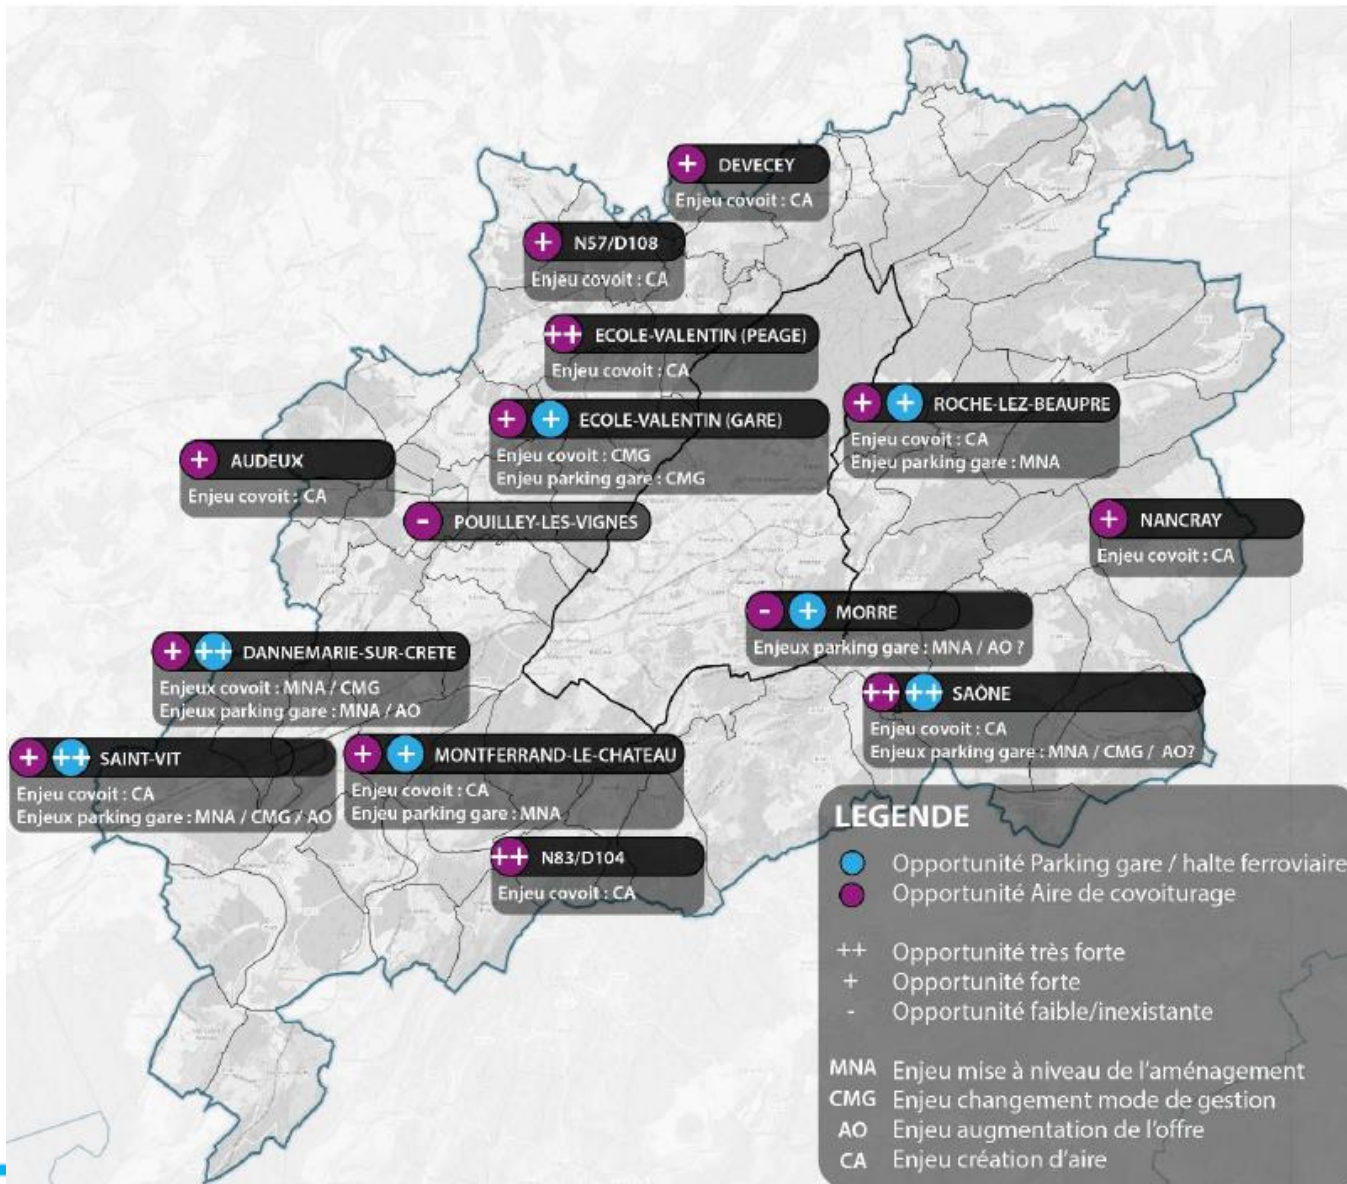 + DEVECEY
Enjeu covoit : CA
+ N57/D108
Enjeu covoit : CA
++ ECOLE-VALENTIN (PEAGE)
Enjeu covoit : CA
+ + ECOLE-VALENTIN (GARE)
Enjeu covoit : CMG
Enjeu parking gare : CMG
+ + ROCHE-LEZ-BEAUPRE
Enjeu covoit : CA
Enjeu parking gare : MNA
+ AUDEUX
Enjeu covoit : CA
- POUILLEY-LES-VIGNES
+ NANCRAY
Enjeu covoit : CA
- + MORRE
Enjeux parking gare : MNA / AO ?
+ ++ DANNEMARIE-SUR-CRETE
Enjeux covoit : MNA / CMG
Enjeux parking gare : MNA / AO
++ ++ SAÔNE
Enjeu covoit : CA
Enjeux parking gare : MNA / CMG / AO?
+ ++ SAINT-VIT
Enjeu covoit : CA
Enjeux parking gare : MNA / CMG / AO
+ + MONTFERRAND-LE-CHATEAU
Enjeu covoit : CA
Enjeu parking gare : MNA
++ N83/D104
Enjeu covoit : CA
LEGENDE
Opportunité Parking gare / halte ferroviaire
Opportunité Aire de covoiturage
++ Opportunité très forte
+ Opportunité forte
- Opportunité faible/inexistante
MNA Enjeu mise à niveau de l'aménagement
CMG Enjeu changement mode de gestion
AO Enjeu augmentation de l'offre
CA Enjeu création d'aire